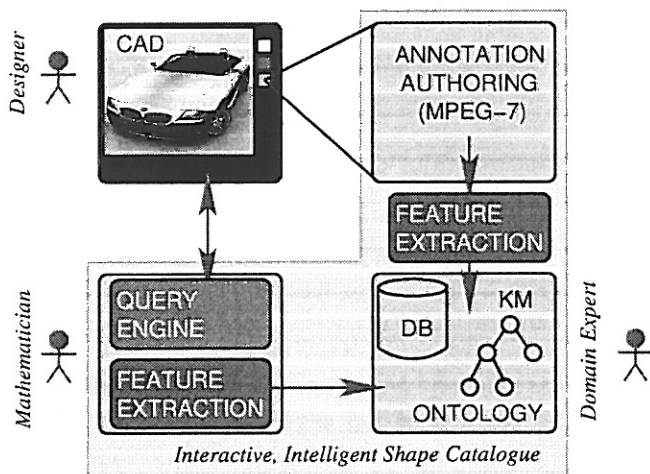 Designer
CAD
ANNOTATION
AUTHORING
(MPEG-7)
FEATURE
EXTRACTION
Mathematician
QUERY
ENGINE
FEATURE
EXTRACTION
DB
KM
ONTOLOGY
Domain Expert
Interactive, Intelligent Shape Catalogue